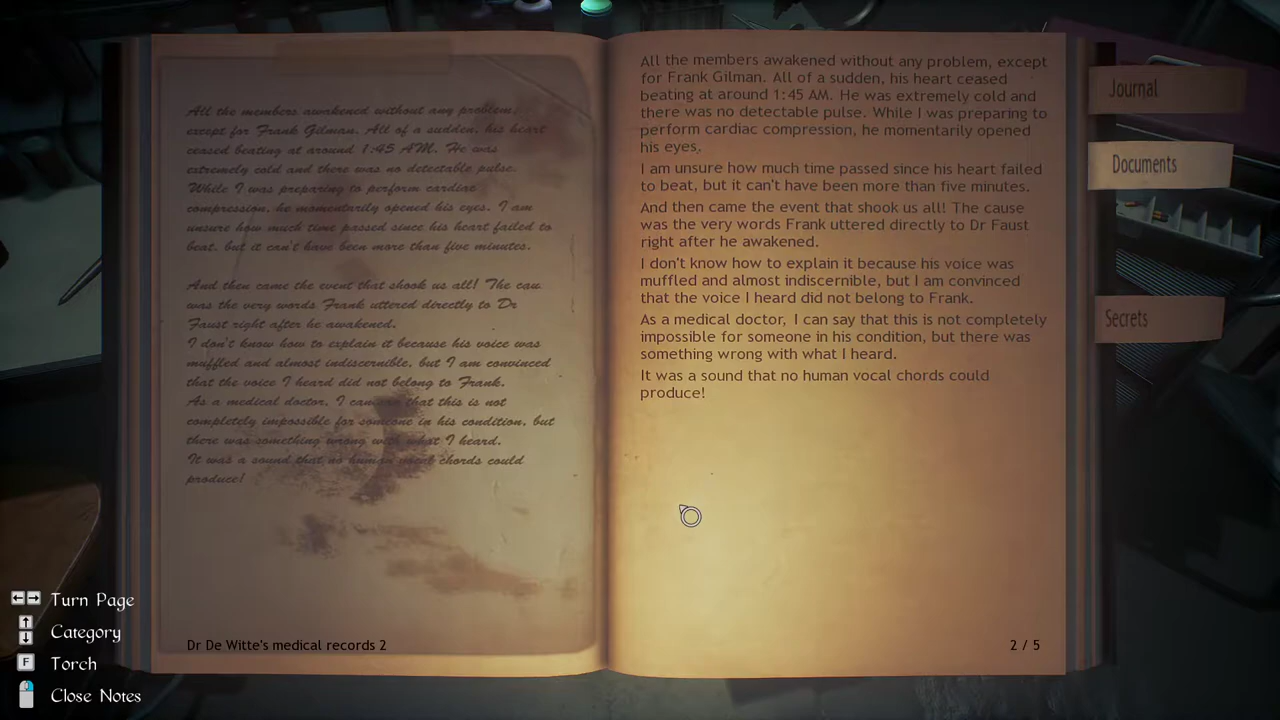 All the members awakened without any problem,
except for Frank Gilman. All of a sudden, his heart
ceased beating at around 1:45 AM. He was
extremely cold and there was no detectable pulse.
While I was preparing to perform cardiac
compression, he momentarily opened his eyes. I am
unsure how much time passed since his heart failed to
beat, but it can't have been more than five minutes.
And then came the event that shook us all! The cau
was the very words Frank uttered directly to Dr
Faust right after he awakened.
I don't know how to explain it because his voice was
muffled and almost indiscernible, but I am convinced
that the voice I heard did not belong to Frank.
As a medical doctor, I can say that this is not
completely impossible for someone in his condition, but
there was something wrong with what I heard.
It was a sound that no human vocal chords could
produce!
Dr De Witte's medical records 2
All the members awakened without any problem, except
for Frank Gilman. All of a sudden, his heart ceased
beating at around 1:45 AM. He was extremely cold and
there was no detectable pulse. While I was preparing to
perform cardiac compression, he momentarily opened
his eyes.
I am unsure how much time passed since his heart failed
to beat, but it can't have been more than five minutes.
And then came the event that shook us all! The cause
was the very words Frank uttered directly to Dr Faust
right after he awakened.
I don't know how to explain it because his voice was
muffled and almost indiscernible, but I am convinced
that the voice I heard did not belong to Frank.
As a medical doctor, I can say that this is not completely
impossible for someone in his condition, but there was
something wrong with what I heard.
It was a sound that no human vocal chords could
produce!
2 / 5
Journal
Documents
Secrets
Turn Page
Category
F Torch
Close Notes